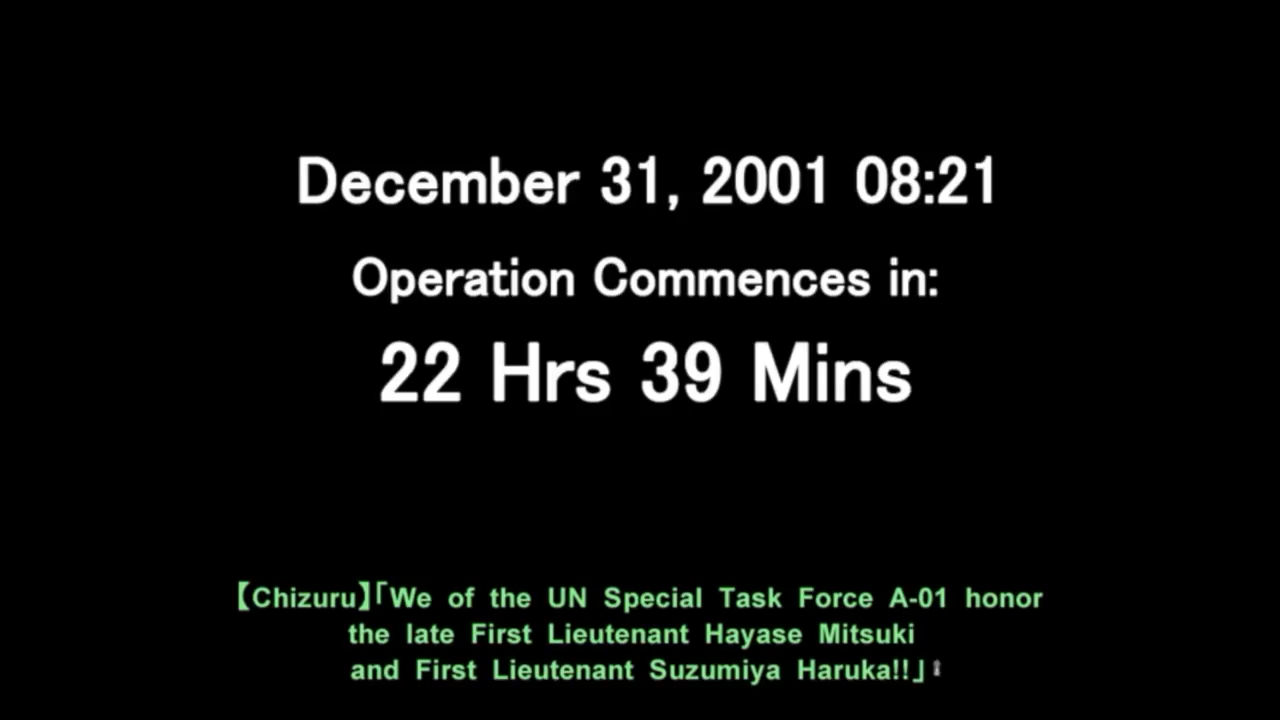 December 31, 2001 08:21
Operation Commences in:
22 Hrs 39 Mins
【Chizuru】「We of the UN Special Task Force A-01 honor
the late First Lieutenant Hayase Mitsuki
and First Lieutenant Suzumiya Haruka!!」